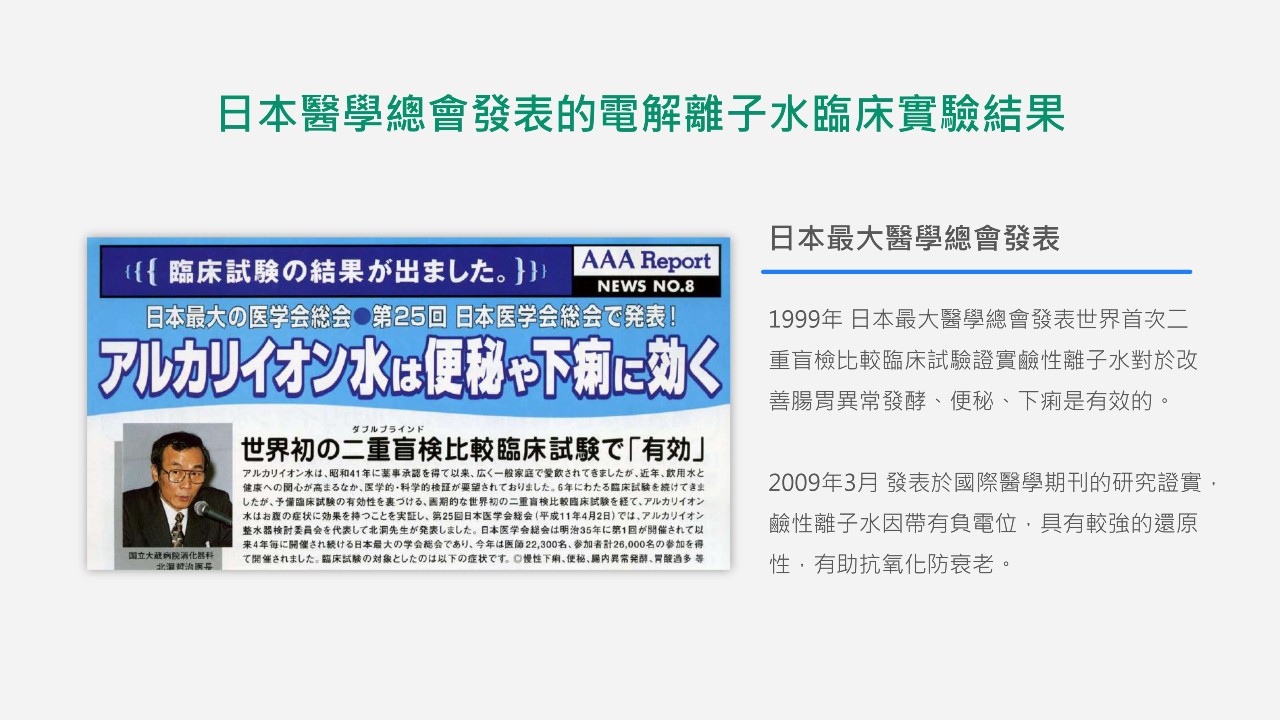 日本醫學總會發表的電解離子水臨床實驗結果
{{{ 臨床試験の結果が出ました。}}}
AAA Report
NEWS NO.8
日本最大の医学会総会●第25回 日本医学会総会で発表!
アルカリイオン水は便秘や下痢に効く
ダブルブラインド
世界初の二重盲検比較臨床試験で「有効」
アルカリイオン水は、昭和41年に薬事承認を得て以来、広く一般家庭で愛飲されてきましたが、近年、飲用水と
健康への関心が高まるなか、医学的・科学的検証が要望されておりました。6年にわたる臨床試験を続けてきま
したが、予備臨床試験の有効性を裏づける、画期的な世界初の二重盲検比較臨床試験を経て、アルカリイオン
水はお腹の症状に効果を持つことを実証し、第25回日本医学会総会(平成11年4月2日)では、アルカリイオン
整水器検討委員会を代表して北洞先生が発表しました。日本医学会総会は明治35年に第1回が開催されて以
来4年毎に開催され続ける日本最大の学会総会であり、今年は医師22,300名、参加者計26,000名の参加を得
て開催されました。臨床試験の対象としたのは以下の症状です。◎慢性下痢、便秘、腸内異常発酵、胃酸過多 等
国立大蔵病院消化器科
北洞哲治医長
日本最大醫學總會發表
1999年 日本最大醫學總會發表世界首次二
重盲檢比較臨床試驗證實鹼性離子水對於改
善腸胃異常發酵、便秘、下痢是有效的。
2009年3月 發表於國際醫學期刊的研究證實，
鹼性離子水因帶有負電位，具有較強的還原
性，有助抗氧化防衰老。